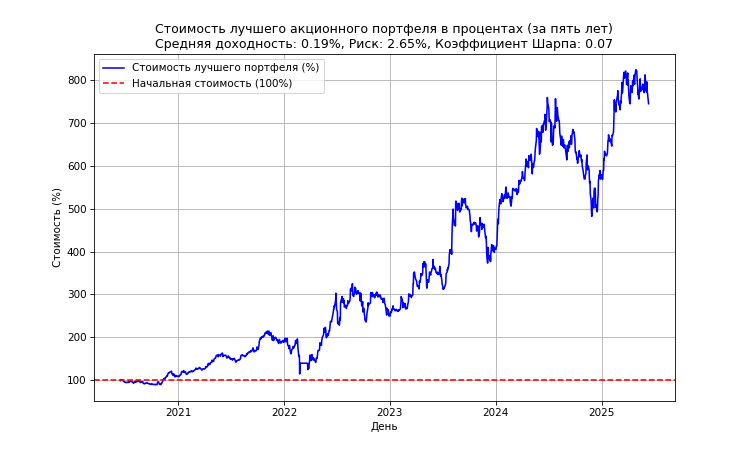 Стоимость лучшего акционного портфеля в процентах (за пять лет)
Средняя доходность: 0.19%, Риск: 2.65%, Коэффициент Шарпа: 0.07
Стоимость лучшего портфеля (%)
Начальная стоимость (100%)
Стоимость (%)
800
700
600
500
400
300
200
100
2021
2022
2023
2024
2025
День